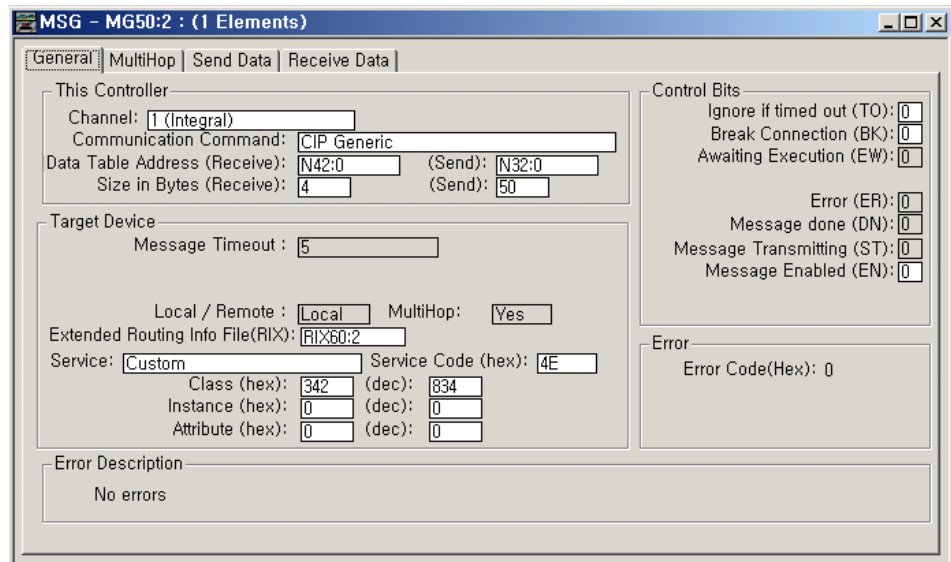 MSG - MG50:2 : (1 Elements)
General MultiHop Send Data Receive Data
This Controller
Channel: 1 (Integral)
Communication Command: CIP Generic
Data Table Address (Receive): N42:0 (Send): N32:0
Size in Bytes (Receive): 4 (Send): 50
Target Device
Message Timeout : 5
Local / Remote : Local MultiHop: Yes
Extended Routing Info File(RIX): RIX60:2
Service: Custom Service Code (hex): 4E
Class (hex): 342 (dec): 834
Instance (hex): 0 (dec): 0
Attribute (hex): 0 (dec): 0
Control Bits
Ignore if timed out (TO): 0
Break Connection (BK): 0
Awaiting Execution (EW): 0
Error (ER): 0
Message done (DN): 0
Message Transmitting (ST): 0
Message Enabled (EN): 0
Error
Error Code(Hex): 0
Error Description
No errors